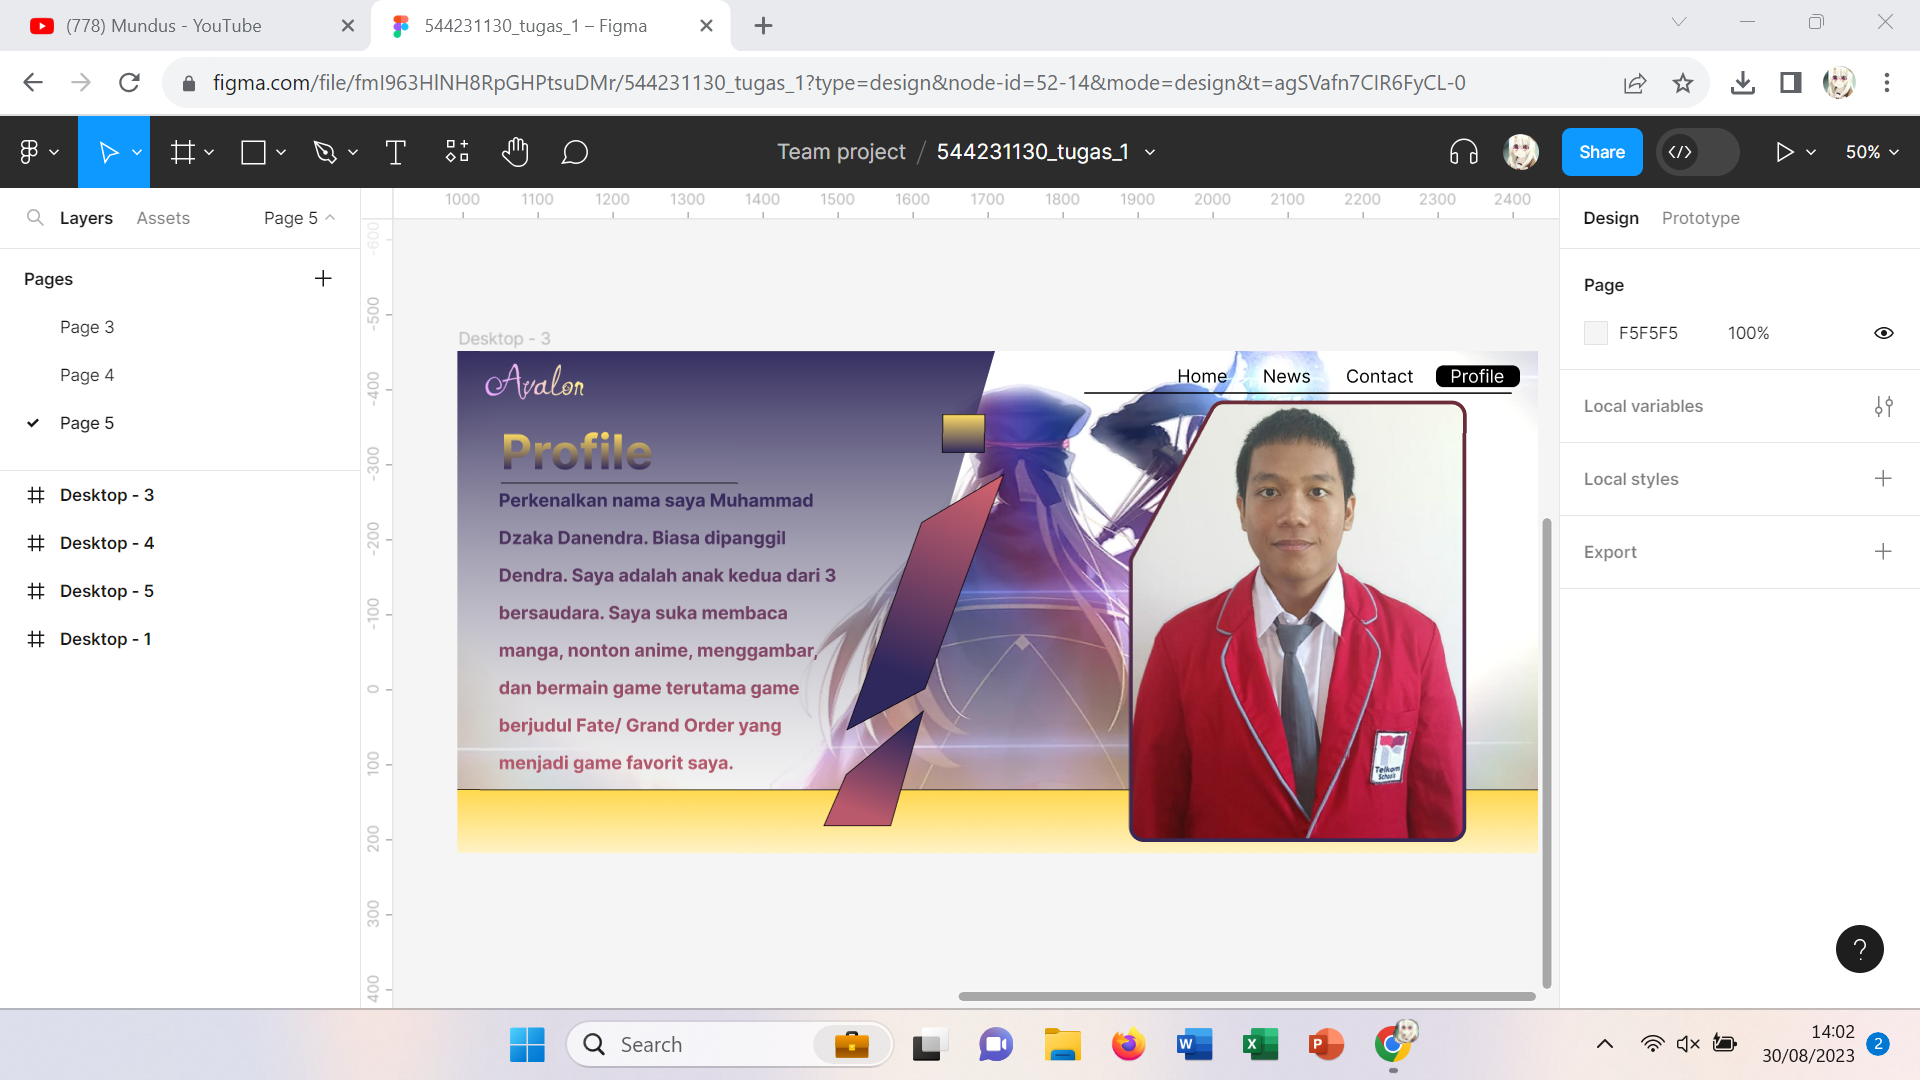 (778) Mundus - YouTube
544231130_tugas_1 – Figma
figma.com/file/fmI963HlNH8RpGHPtsuDMr/544231130_tugas_1?type=design&node-id=52-14&mode=design&t=agSVafn7ClR6FyCL-0
Team project / 544231130_tugas_1
Share
50%
Layers
Assets
Page 5
Design
Prototype
1000 1100 1200 1300 1400 1500 1600 1700 1800 1900 2000 2100 2200 2300 2400
-600
-500
-400
-300
-200
-100
0
100
200
300
400
Pages
Page 3
Page 4
Page 5
Desktop - 3
Desktop - 4
Desktop - 5
Desktop - 1
Desktop - 3
Avalon
Home News Contact Profile
Profile
Perkenalkan nama saya Muhammad
Dzaka Danendra. Biasa dipanggil
Dendra. Saya adalah anak kedua dari 3
bersaudara. Saya suka membaca
manga, nonton anime, menggambar,
dan bermain game terutama game
berjudul Fate/ Grand Order yang
menjadi game favorit saya.
Telkom
Schools
Page
F5F5F5 100%
Local variables
Local styles
Export
?
Search
14:02
30/08/2023
2